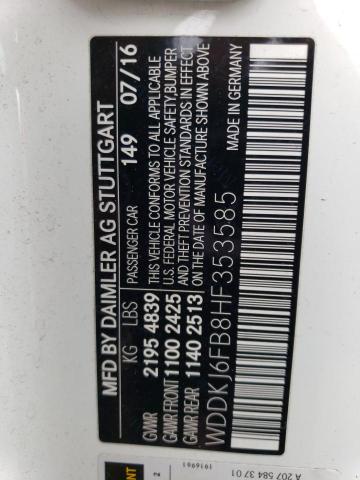 MFD BY DAIMLER AG STUTTGART
KG LBS PASSENGER CAR 149 07/16
GVWR 2195 4839
GAWR FRONT 1100 2425
GAWR REAR 1140 2513
THIS VEHICLE CONFORMS TO ALL APPLICABLE
U.S. FEDERAL MOTOR VEHICLE SAFETY, BUMPER
AND THEFT PREVENTION STANDARDS IN EFFECT
ON THE DATE OF MANUFACTURE SHOWN ABOVE
WDDKJ6FB8HF353585 MADE IN GERMANY
A 207 584 37 01